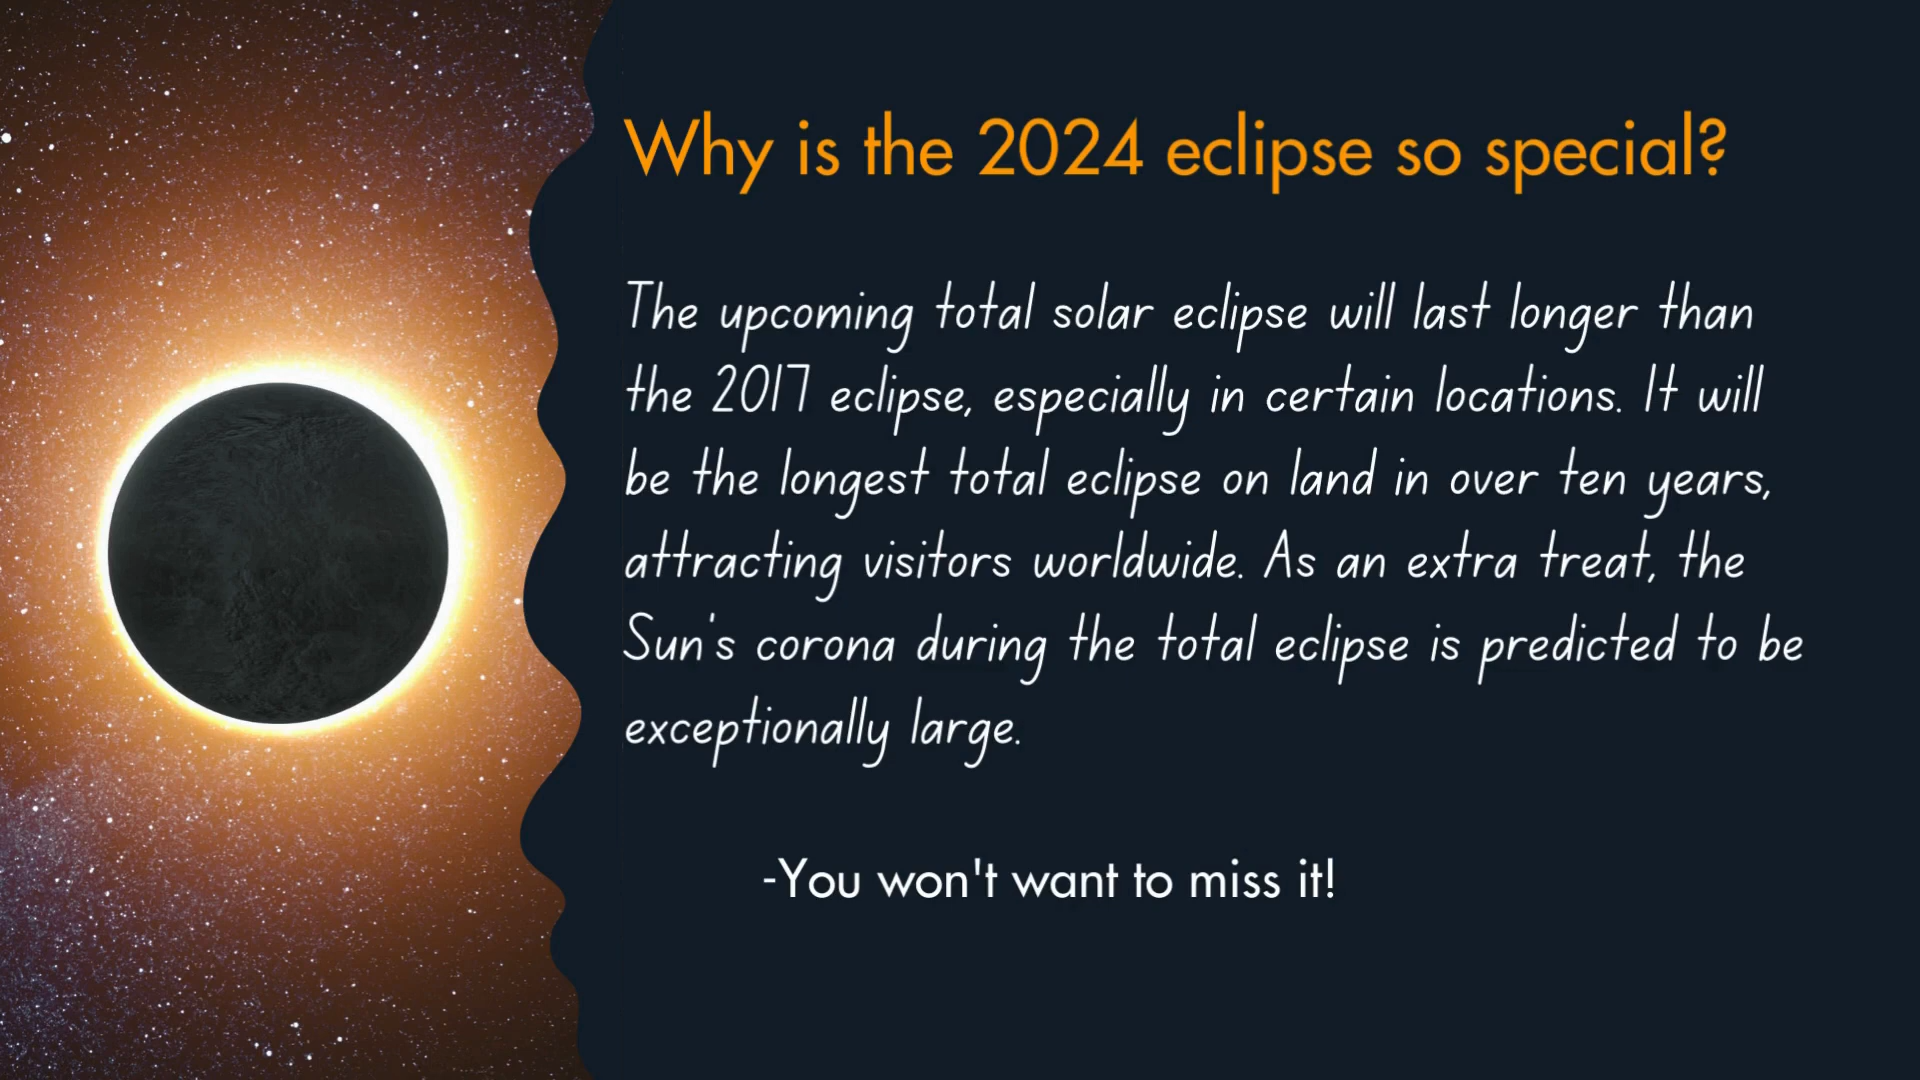 Why is the 2024 eclipse so special?
The upcoming total solar eclipse will last longer than
the 2017 eclipse, especially in certain locations. It will
be the longest total eclipse on land in over ten years,
attracting visitors worldwide. As an extra treat, the
Sun's corona during the total eclipse is predicted to be
exceptionally large.
-You won't want to miss it!